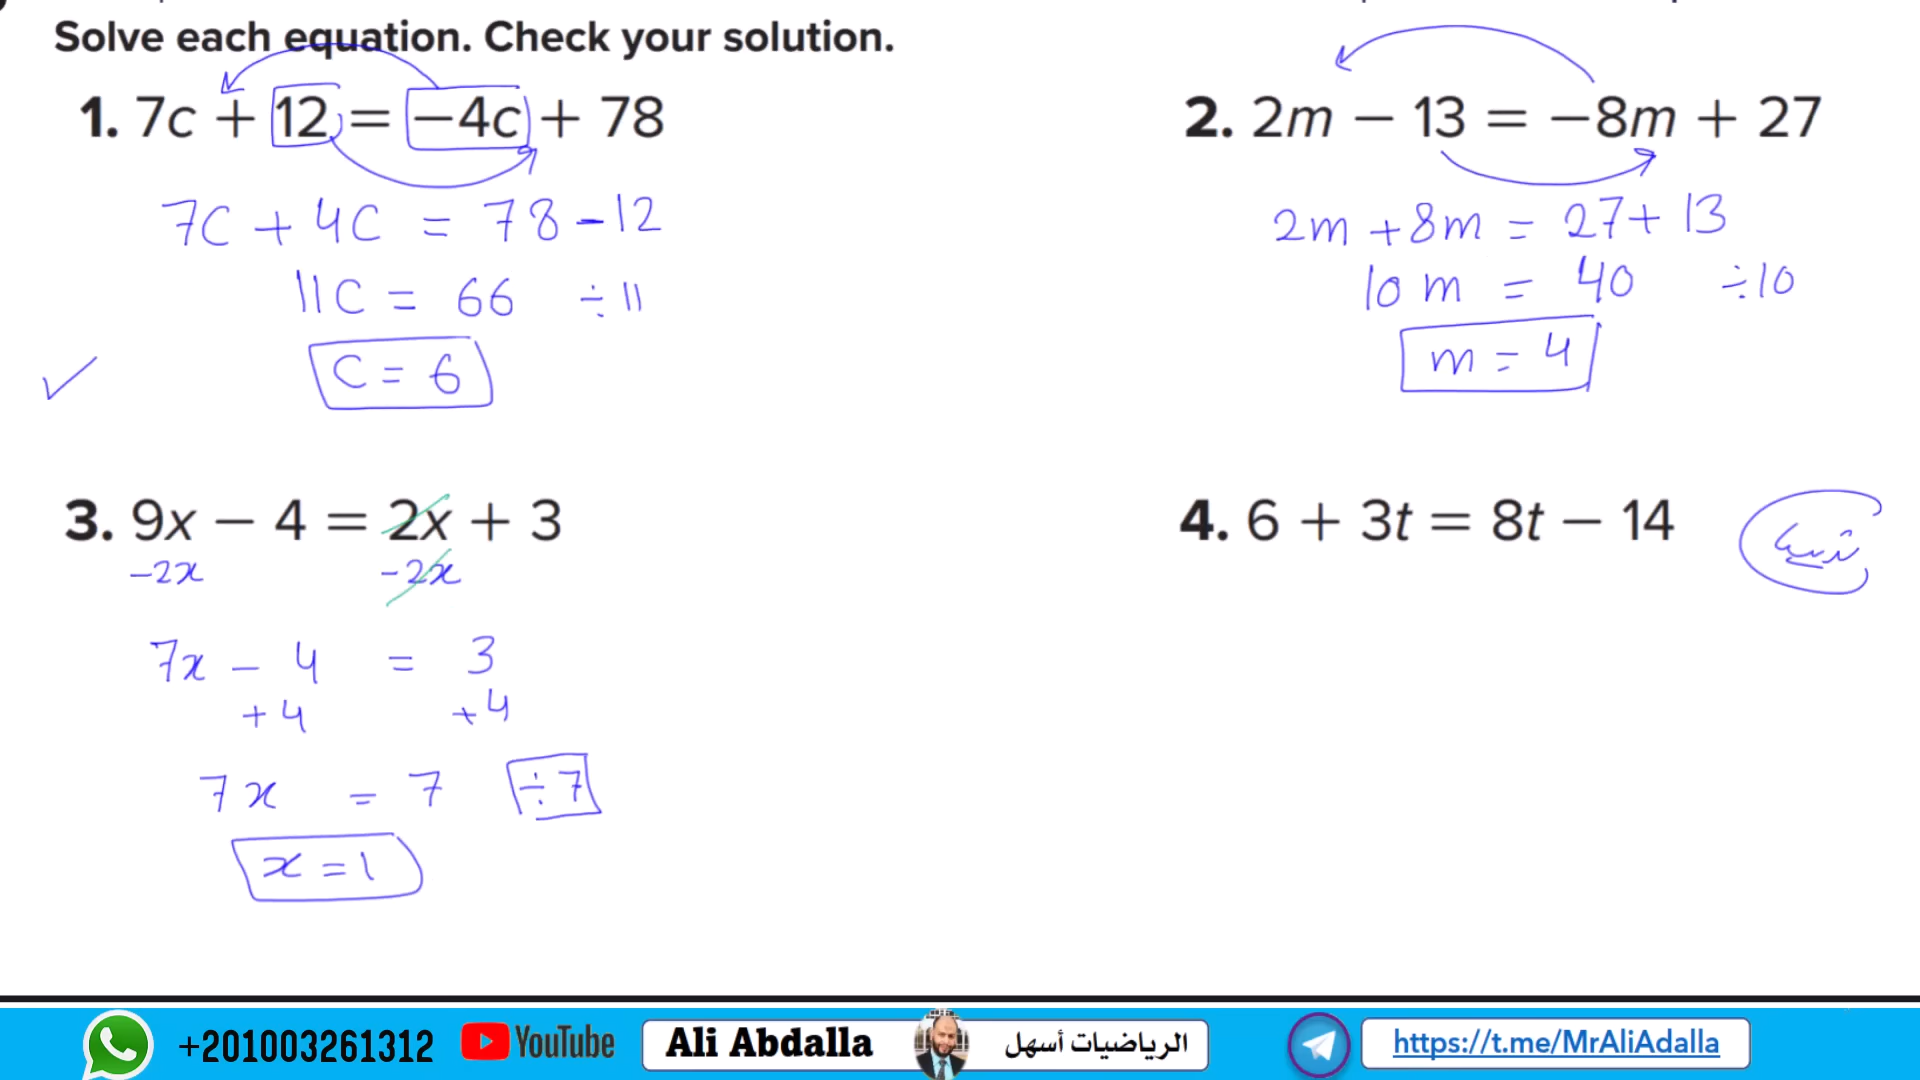 Solve each equation. Check your solution.
1. 7c + 12 = −4c + 78
7c + 4c = 78 - 12
11c = 66 ÷ 11
c = 6
2. 2m − 13 = −8m + 27
2m + 8m = 27 + 13
10 m = 40 ÷10
m = 4
3. 9x − 4 = 2x + 3
-2x -2x
7x - 4 = 3
+4 +4
7x = 7 ÷7
x = 1
4. 6 + 3t = 8t − 14
+201003261312
YouTube
Ali Abdalla
الرياضيات أسهل
https://t.me/MrAliAdalla